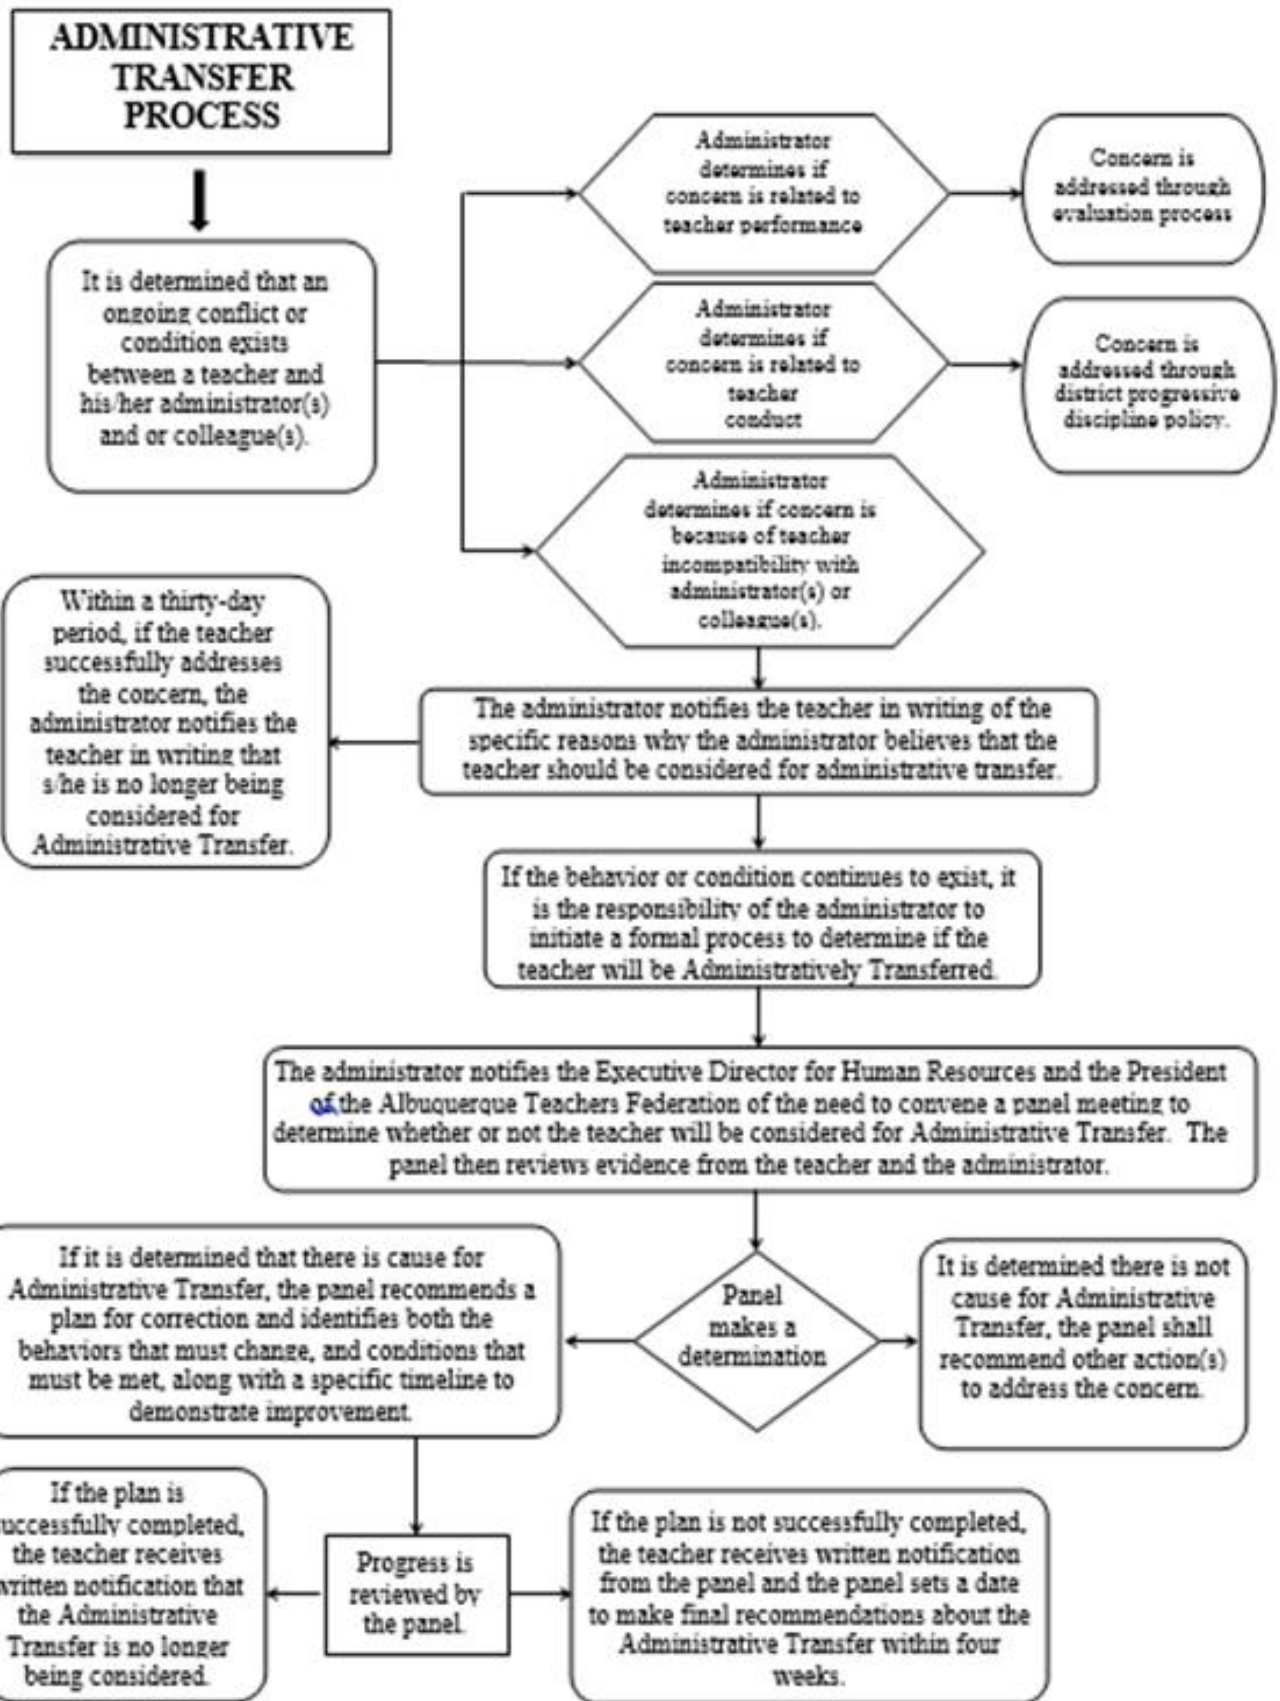 ADMINISTRATIVE
TRANSFER
PROCESS
It is determined that an
ongoing conflict or
condition exists
between a teacher and
his/her administrator(s)
and or colleague(s).
Administrator
determines if
concern is related to
teacher performance
Concern is
addressed through
evaluation process
Administrator
determines if
concern is related to
teacher
conduct
Concern is
addressed through
district progressive
discipline policy.
Administrator
determines if concern is
because of teacher
incompatibility with
administrator(s) or
colleague(s).
The administrator notifies the teacher in writing of the
specific reasons why the administrator believes that the
teacher should be considered for administrative transfer.
Within a thirty-day
period, if the teacher
successfully addresses
the concern, the
administrator notifies the
teacher in writing that
s/he is no longer being
considered for
Administrative Transfer.
If the behavior or condition continues to exist, it
is the responsibility of the administrator to
initiate a formal process to determine if the
teacher will be Administratively Transferred.
The administrator notifies the Executive Director for Human Resources and the President
of the Albuquerque Teachers Federation of the need to convene a panel meeting to
determine whether or not the teacher will be considered for Administrative Transfer. The
panel then reviews evidence from the teacher and the administrator.
Panel
makes a
determination
If it is determined that there is cause for
Administrative Transfer, the panel recommends a
plan for correction and identifies both the
behaviors that must change, and conditions that
must be met, along with a specific timeline to
demonstrate improvement.
It is determined there is not
cause for Administrative
Transfer, the panel shall
recommend other action(s)
to address the concern.
Progress is
reviewed by
the panel.
If the plan is
uccessfully completed,
the teacher receives
written notification that
the Administrative
Transfer is no longer
being considered.
If the plan is not successfully completed,
the teacher receives written notification
from the panel and the panel sets a date
to make final recommendations about the
Administrative Transfer within four
weeks.